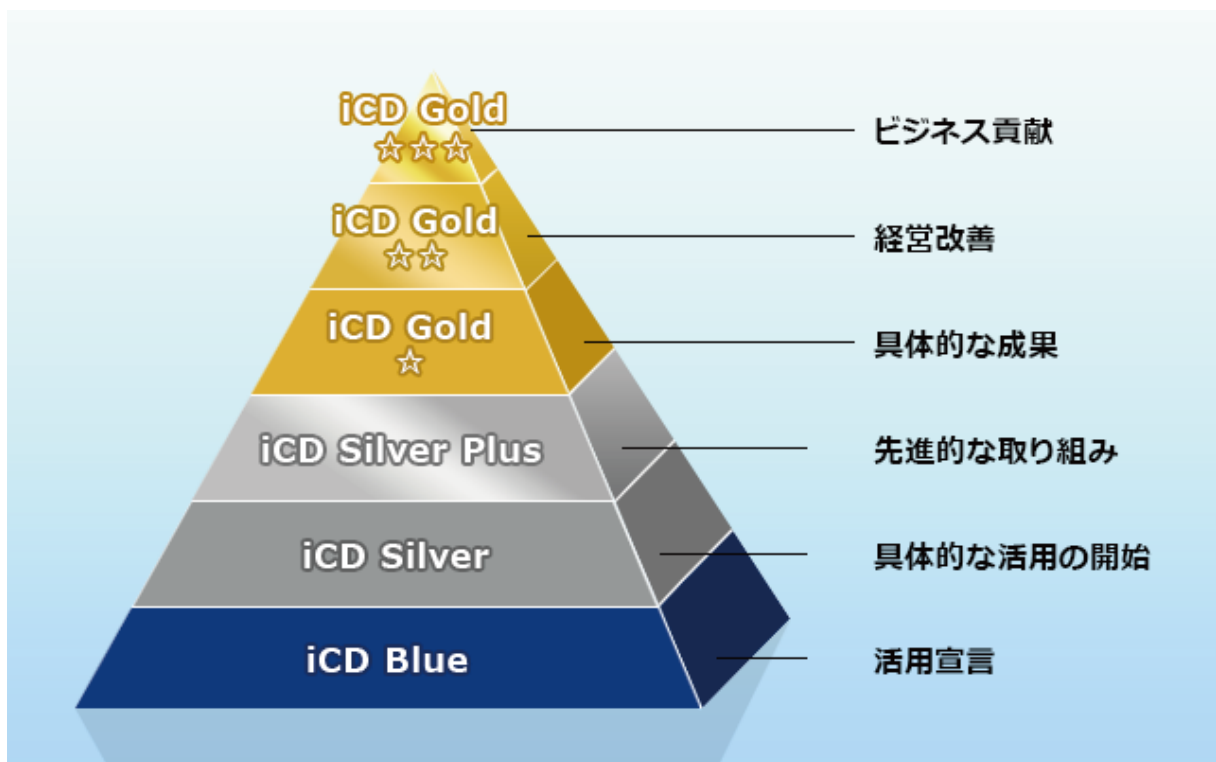 iCD Gold
☆☆☆
ビジネス貢献
iCD Gold
☆☆
経営改善
iCD Gold
☆
具体的な成果
iCD Silver Plus
先進的な取り組み
iCD Silver
具体的な活用の開始
iCD Blue
活用宣言